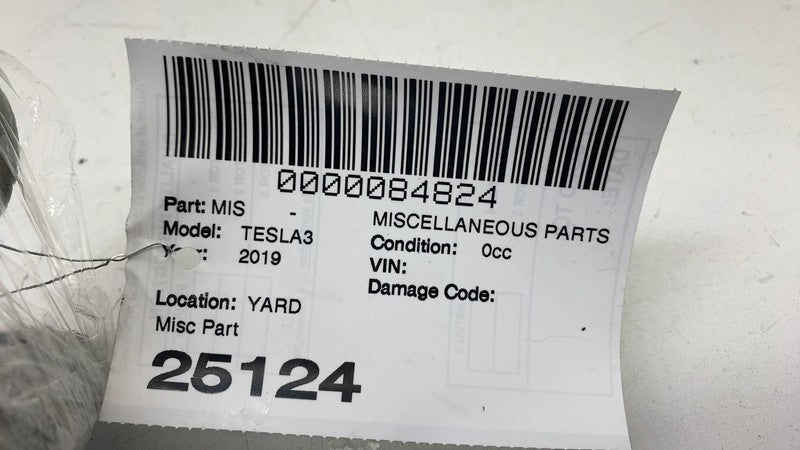 0000084824
Part: MIS - MISCELLANEOUS PARTS
Model: TESLA3 Condition: 0cc
2019 VIN:
Damage Code:
Location: YARD
Misc Part
25124